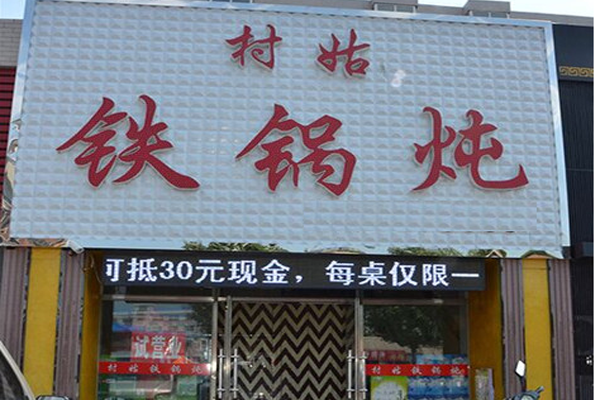 村姑
铁锅炖
可抵30元现金，每桌仅限一
试营业
村姑铁锅炖
村姑铁锅炖